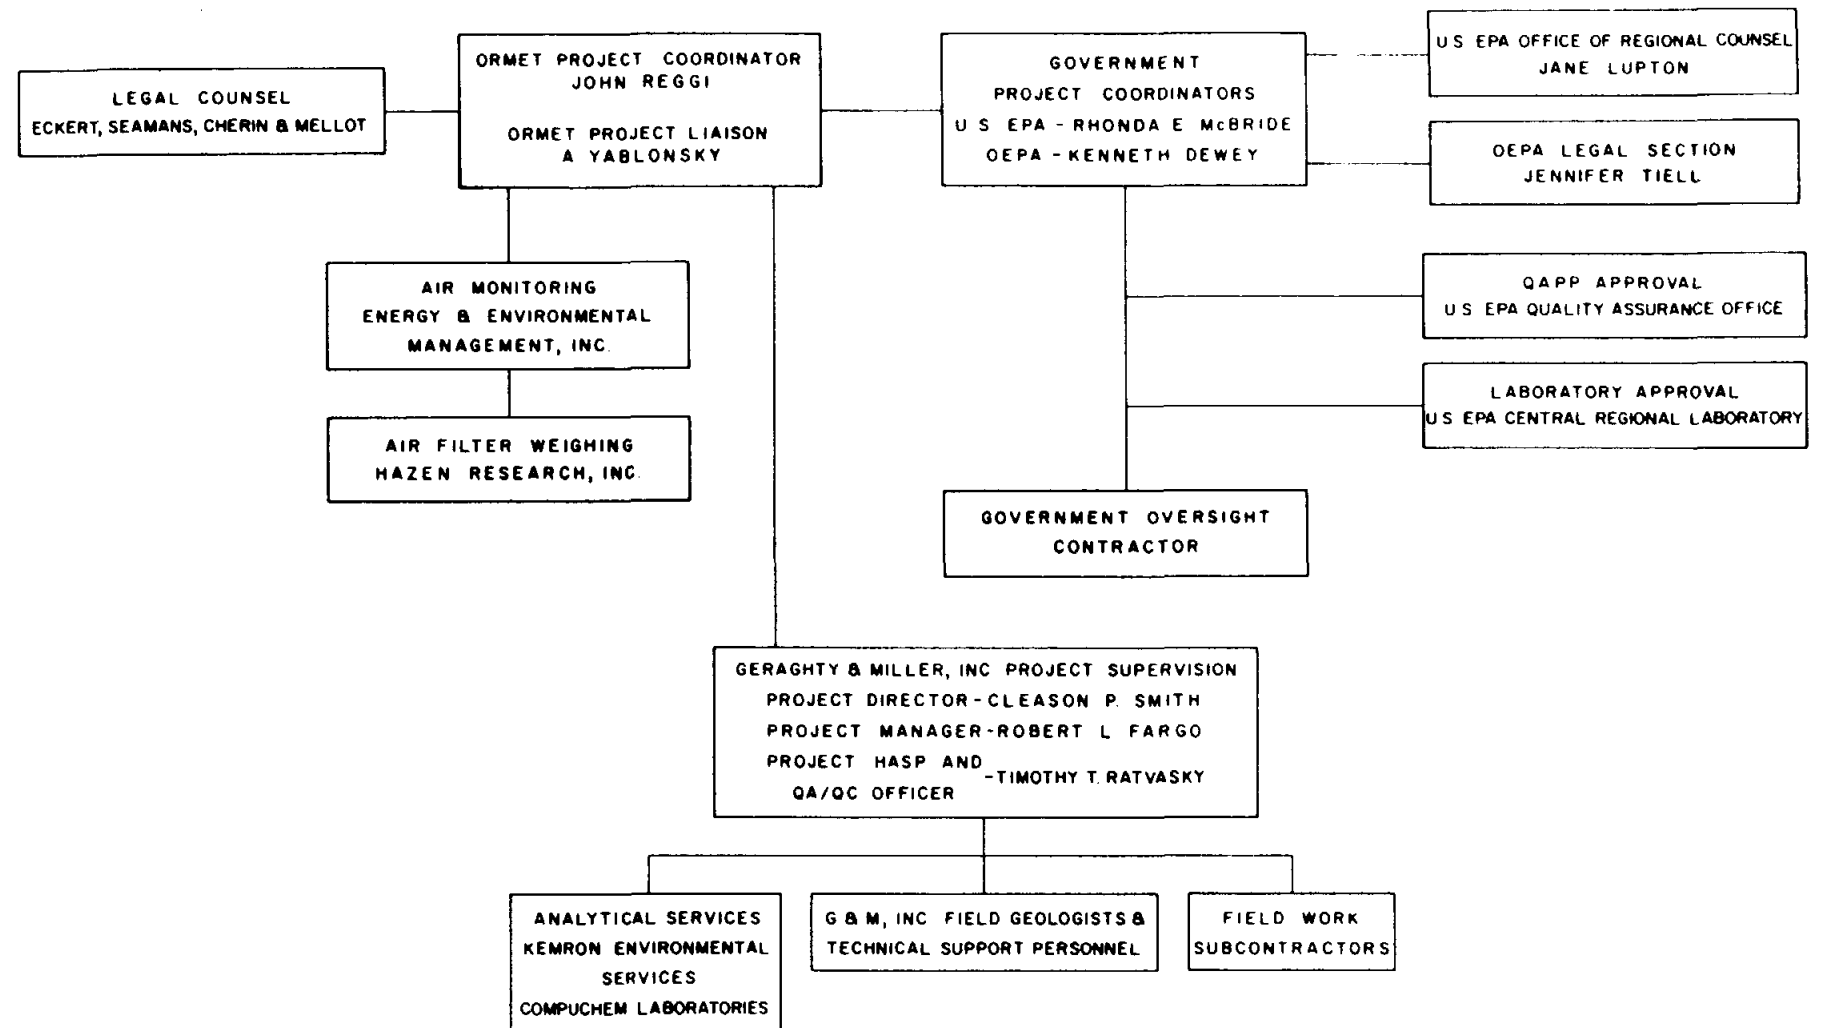 LEGAL COUNSEL
ECKERT, SEAMANS, CHERIN & MELLOT
ORMET PROJECT COORDINATOR
JOHN REGGI
ORMET PROJECT LIAISON
A YABLONSKY
GOVERNMENT
PROJECT COORDINATORS
U S EPA - RHONDA E McBRIDE
OEPA - KENNETH DEWEY
U S EPA OFFICE OF REGIONAL COUNSEL
JANE LUPTON
OEPA LEGAL SECTION
JENNIFER TIELL
AIR MONITORING
ENERGY & ENVIRONMENTAL
MANAGEMENT, INC.
AIR FILTER WEIGHING
HAZEN RESEARCH, INC.
QAPP APPROVAL
U S EPA QUALITY ASSURANCE OFFICE
LABORATORY APPROVAL
U S EPA CENTRAL REGIONAL LABORATORY
GOVERNMENT OVERSIGHT
CONTRACTOR
GERAGHTY & MILLER, INC PROJECT SUPERVISION
PROJECT DIRECTOR - CLEASON P. SMITH
PROJECT MANAGER - ROBERT L FARGO
PROJECT HASP AND
QA/QC OFFICER - TIMOTHY T. RATVASKY
ANALYTICAL SERVICES
KEMRON ENVIRONMENTAL
SERVICES
COMPUCHEM LABORATORIES
G & M, INC FIELD GEOLOGISTS &
TECHNICAL SUPPORT PERSONNEL
FIELD WORK
SUBCONTRACTORS